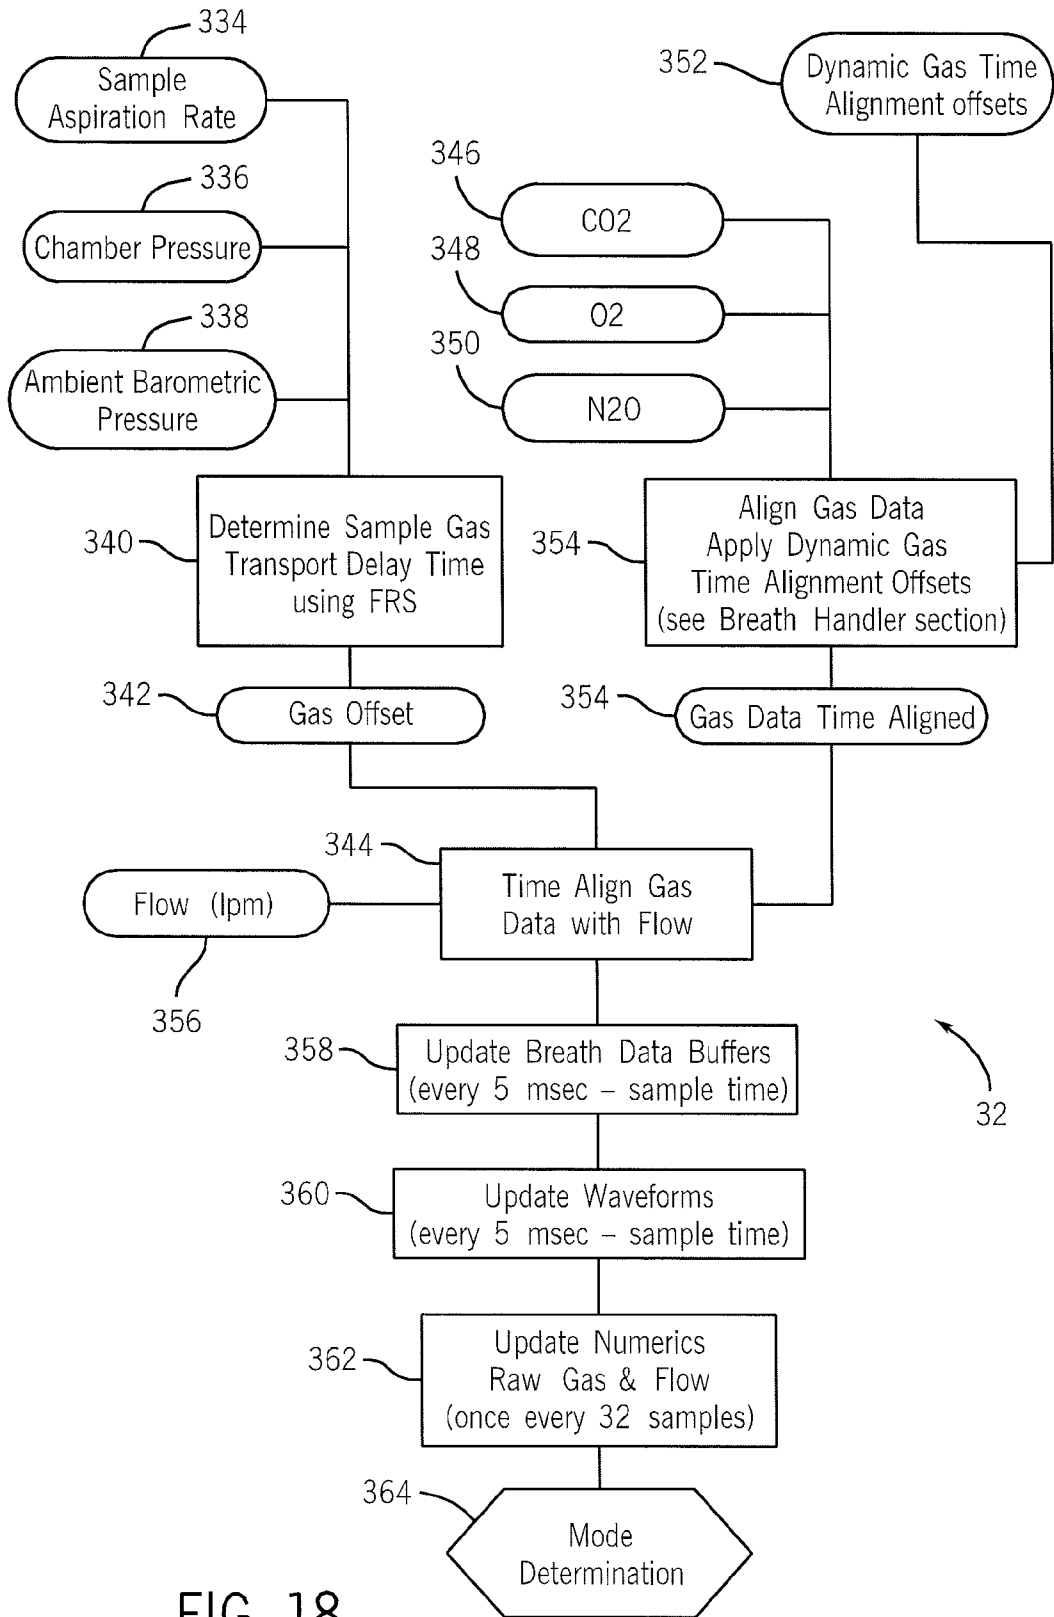 334
Sample
Aspiration Rate
352
Dynamic Gas Time
Alignment offsets
336
Chamber Pressure
346
CO2
348
O2
338
Ambient Barometric
Pressure
350
N2O
340
Determine Sample Gas
Transport Delay Time
using FRS
354
Align Gas Data
Apply Dynamic Gas
Time Alignment Offsets
(see Breath Handler section)
342
Gas Offset
354
Gas Data Time Aligned
344
Time Align Gas
Data with Flow
Flow (lpm)
356
358
Update Breath Data Buffers
(every 5 msec – sample time)
32
360
Update Waveforms
(every 5 msec – sample time)
362
Update Numerics
Raw Gas & Flow
(once every 32 samples)
364
Mode
Determination
FIG. 18